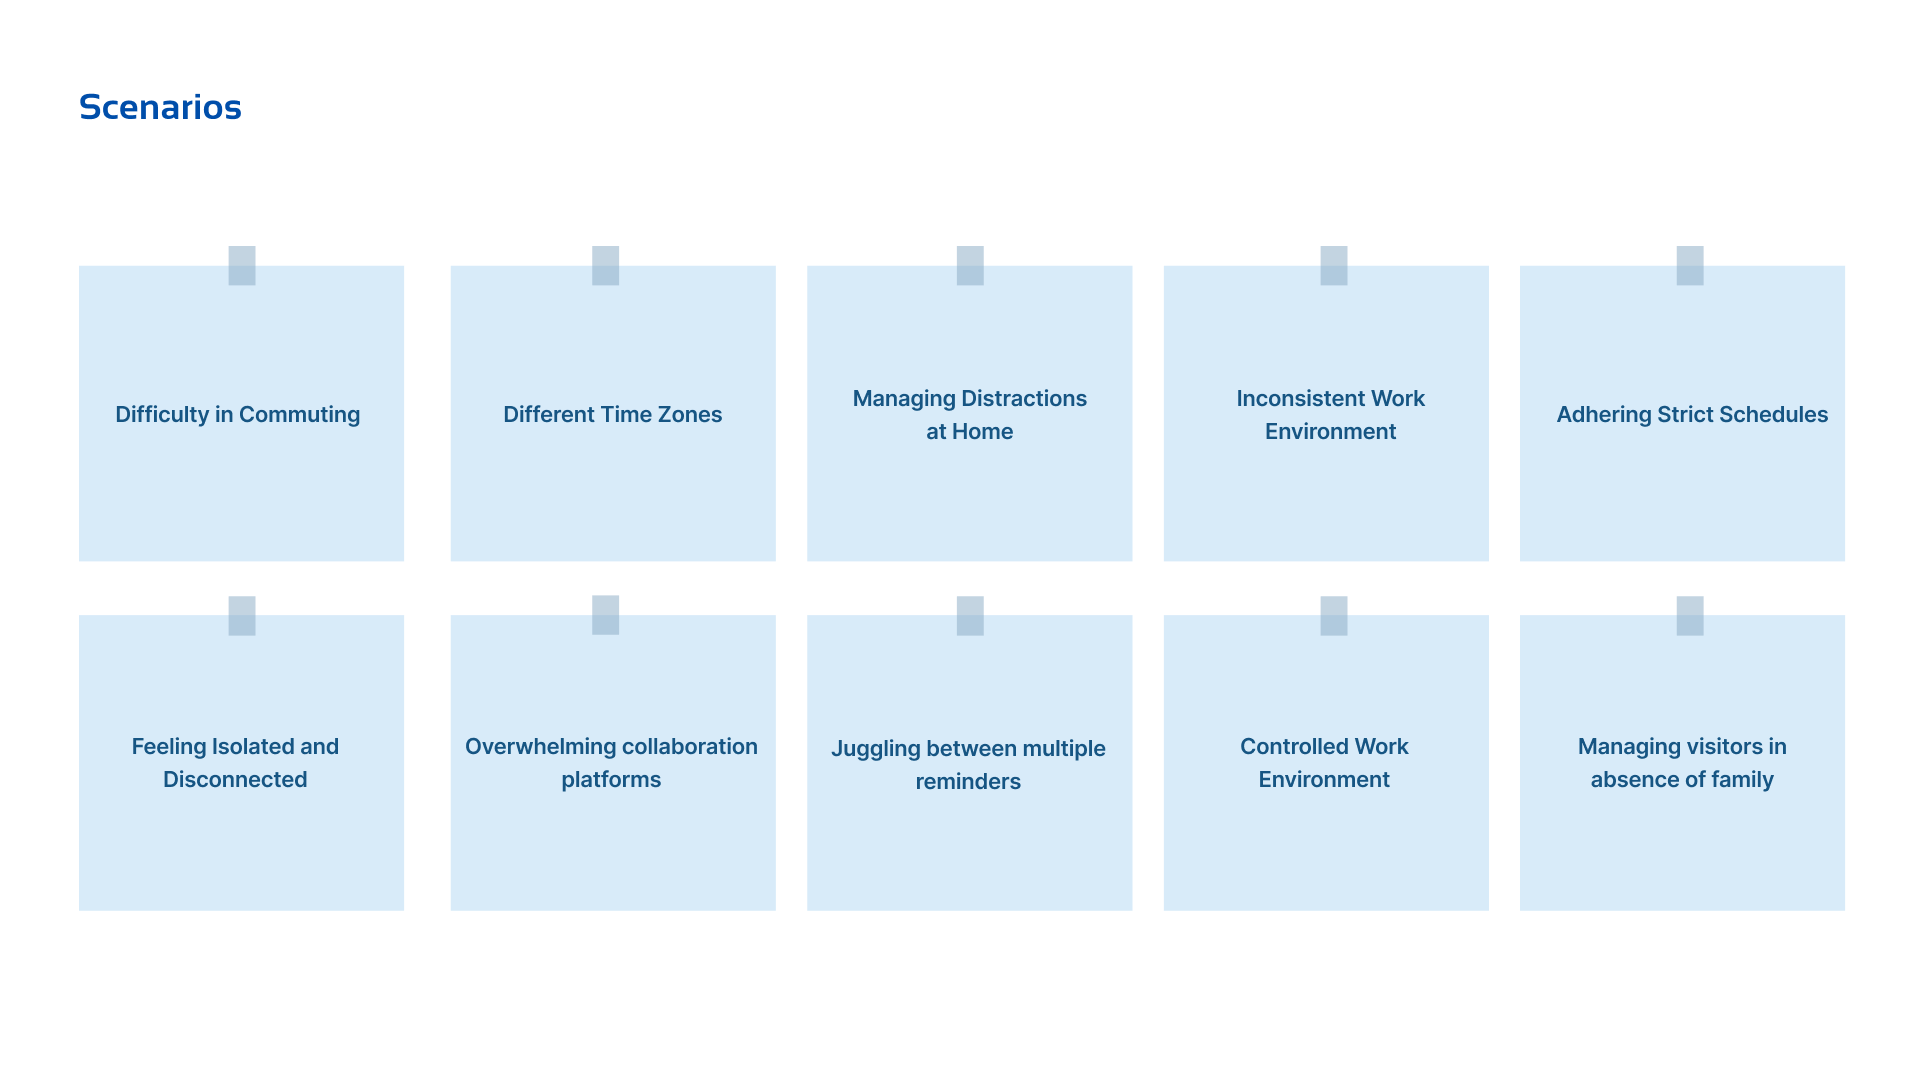 Scenarios
Difficulty in Commuting
Different Time Zones
Managing Distractions
at Home
Inconsistent Work
Environment
Adhering Strict Schedules
Feeling Isolated and
Disconnected
Overwhelming collaboration
platforms
Juggling between multiple
reminders
Controlled Work
Environment
Managing visitors in
absence of family